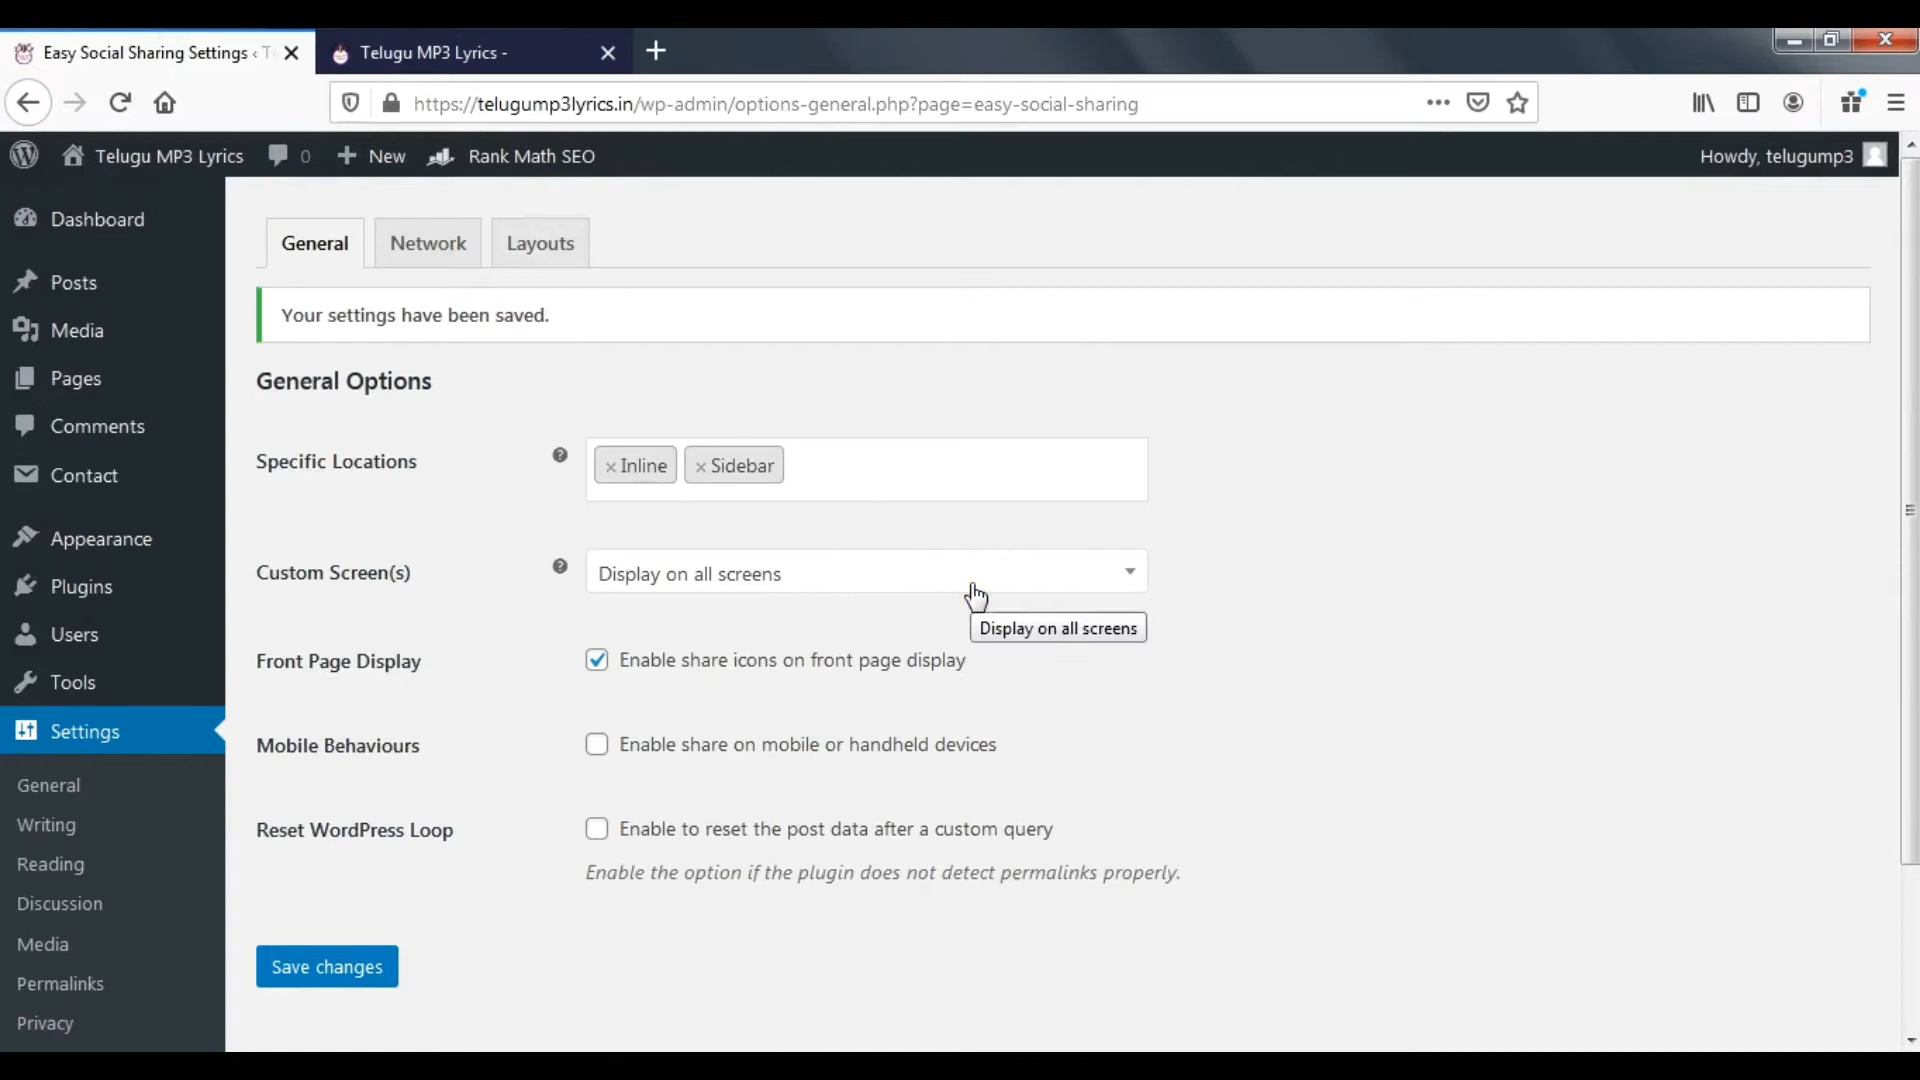 Easy Social Sharing Settings ‹ T
Telugu MP3 Lyrics -
https://telugump3lyrics.in/wp-admin/options-general.php?page=easy-social-sharing
Telugu MP3 Lyrics
0
New
Rank Math SEO
Howdy, telugump3
Dashboard
Posts
Media
Pages
Comments
Contact
Appearance
Plugins
Users
Tools
Settings
General
Writing
Reading
Discussion
Media
Permalinks
Privacy
General
Network
Layouts
Your settings have been saved.
General Options
Specific Locations
× Inline
× Sidebar
Custom Screen(s)
Display on all screens
Display on all screens
Front Page Display
Enable share icons on front page display
Mobile Behaviours
Enable share on mobile or handheld devices
Reset WordPress Loop
Enable to reset the post data after a custom query
Enable the option if the plugin does not detect permalinks properly.
Save changes